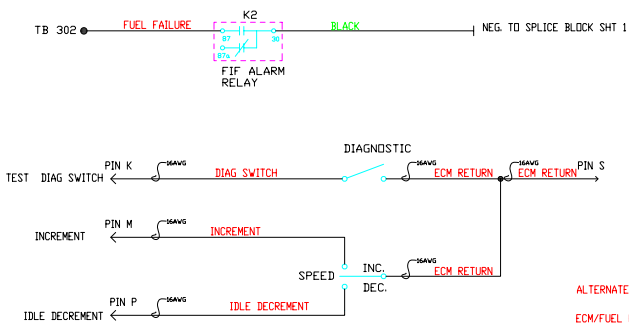 K2
TB 302 FUEL FAILURE BLACK NEG. TO SPLICE BLOCK SHT 1
87 30
87a
FIF ALARM
RELAY
DIAGNOSTIC
PIN K 16AWG 16AWG 16AWG PIN S
TEST DIAG SWITCH DIAG SWITCH ECM RETURN ECM RETURN
PIN M 16AWG
INCREMENT INCREMENT
INC. 16AWG
SPEED ECM RETURN
DEC.
PIN P 16AWG
IDLE DECREMENT IDLE DECREMENT
ALTERNATE
ECM/FUEL